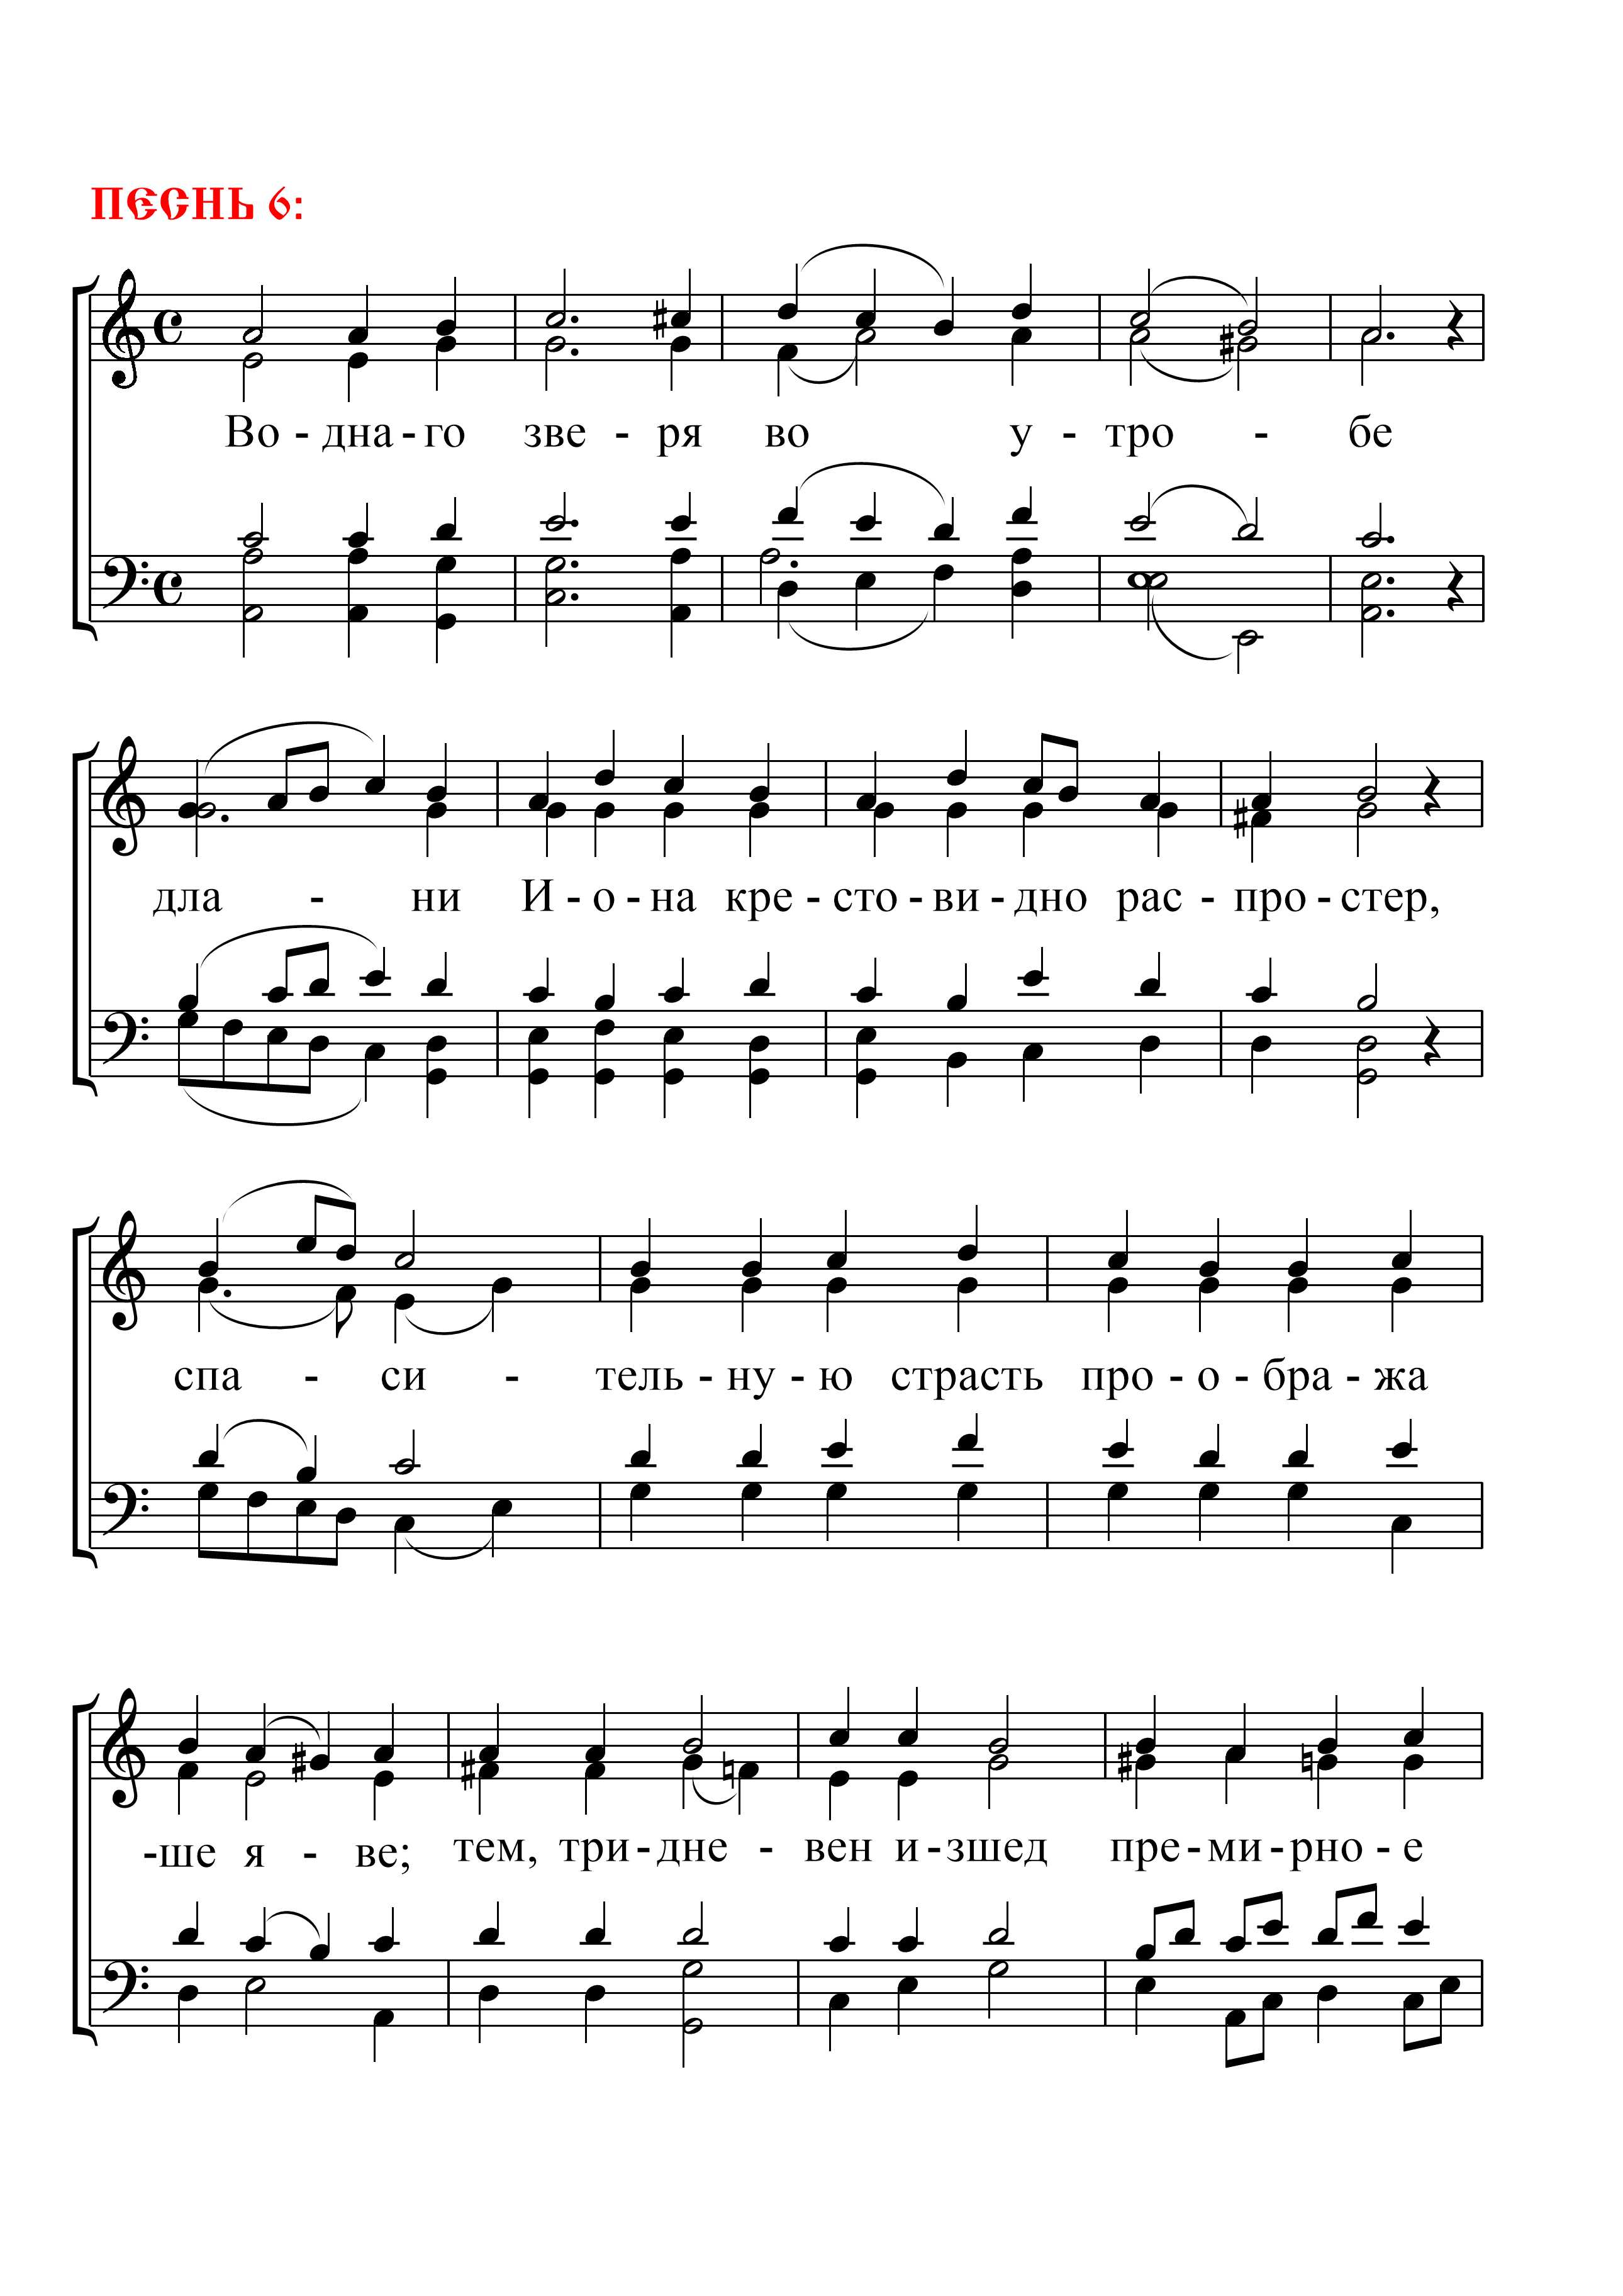 ПЕСНЬ 6:
Во - дна - го зве - ря во у - тро - бе
дла - ни И - о - на кре - сто - ви - дно рас - про - стер,
спа - си - тель - ну - ю страсть про - о - бра - жа
-ше я - ве; тем, три - дне - вен и - зшед пре - ми - рно - е